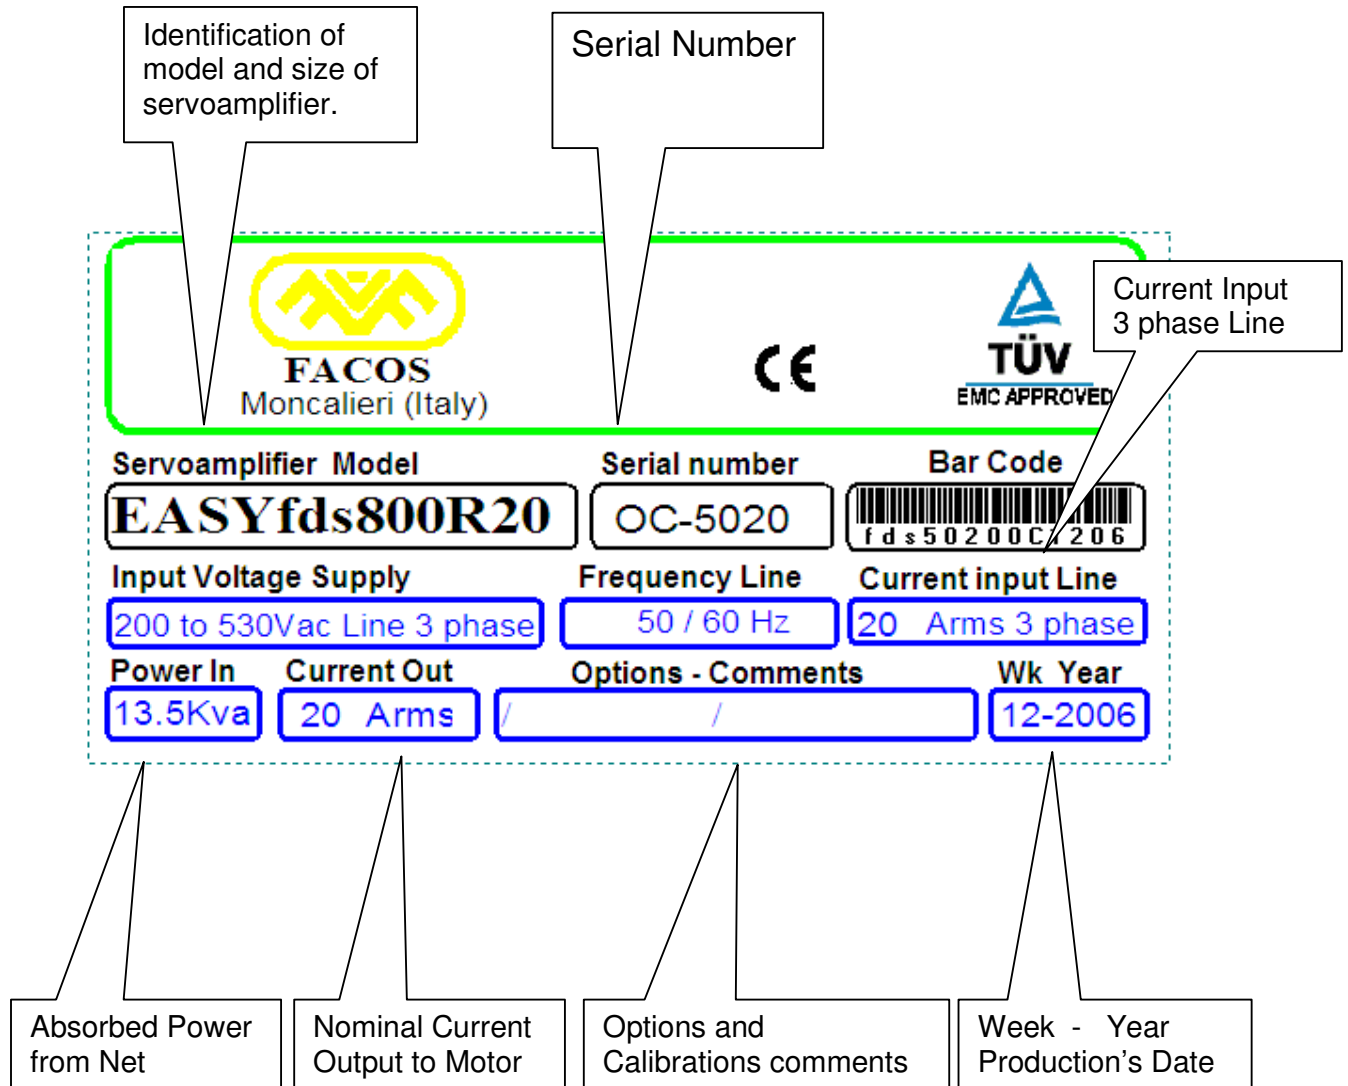 Identification of
model and size of
servoamplifier.
Serial Number
Current Input
3 phase Line
FACOS
Moncalieri (Italy)
CE
TÜV
EMC APPROVED
Servoamplifier Model
Serial number
Bar Code
EASYfds800R20
OC-5020
Input Voltage Supply
Frequency Line
Current input Line
200 to 530Vac Line 3 phase
50 / 60 Hz
20 Arms 3 phase
Power In
Current Out
Options - Comments
Wk Year
13.5Kva
20 Arms
/ /
12-2006
Absorbed Power
from Net
Nominal Current
Output to Motor
Options and
Calibrations comments
Week - Year
Production's Date